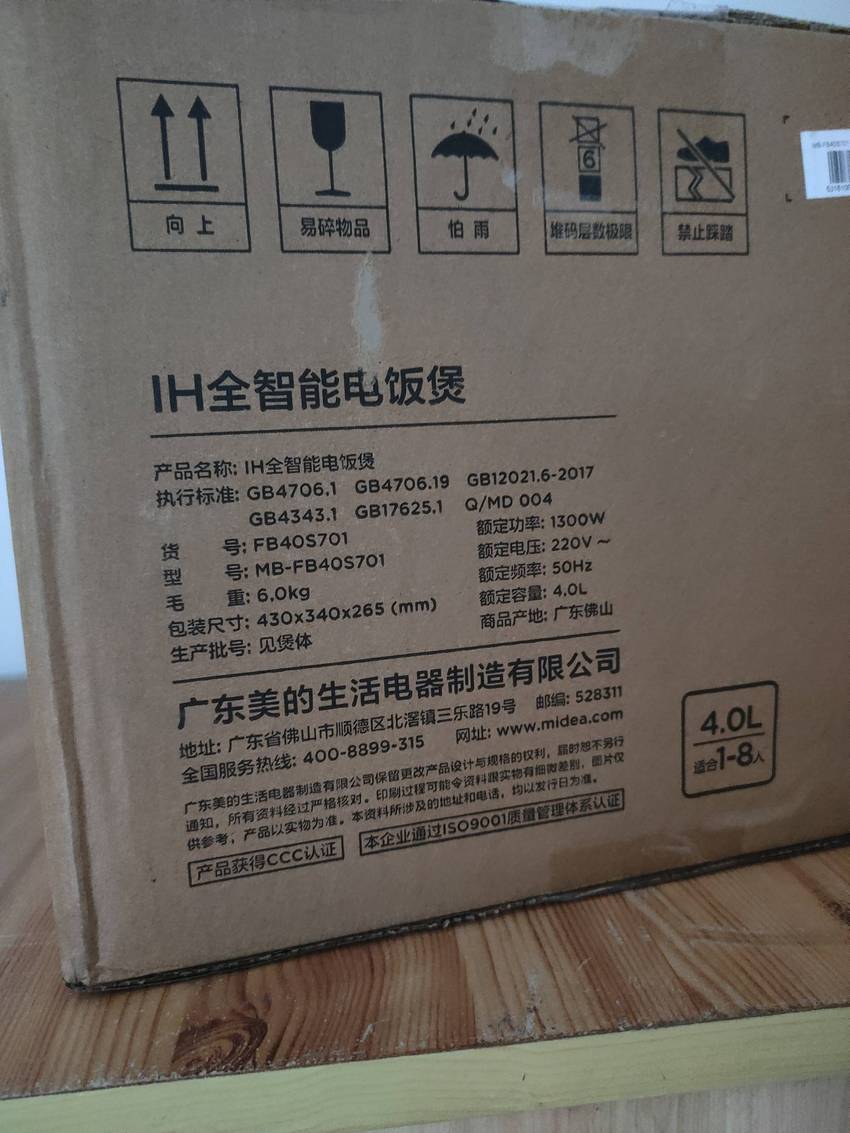 向上
易碎物品
怕雨
6
堆码层数极限
禁止踩踏
IH全智能电饭煲
产品名称: IH全智能电饭煲
执行标准: GB4706.1 GB4706.19 GB12021.6-2017
GB4343.1 GB17625.1 Q/MD 004
货号: FB40S701
型号: MB-FB40S701
毛重: 6.0kg
包装尺寸: 430x340x265 (mm)
生产批号: 见煲体
额定功率: 1300W
额定电压: 220V ~
额定频率: 50Hz
额定容量: 4.0L
商品产地: 广东佛山
广东美的生活电器制造有限公司
地址: 广东省佛山市顺德区北滘镇三乐路19号 邮编: 528311
全国服务热线: 400-8899-315 网址: www.midea.com
广东美的生活电器制造有限公司保留更改产品设计与规格的权利，届时恕不另行
通知，所有资料经过严格核对。印刷过程可能令资料跟实物有细微差别，图片仅
供参考，产品以实物为准。本资料所涉及的地址和电话，均以发行日为准。
产品获得CCC认证 本企业通过ISO9001质量管理体系认证
4.0L
适合1-8人